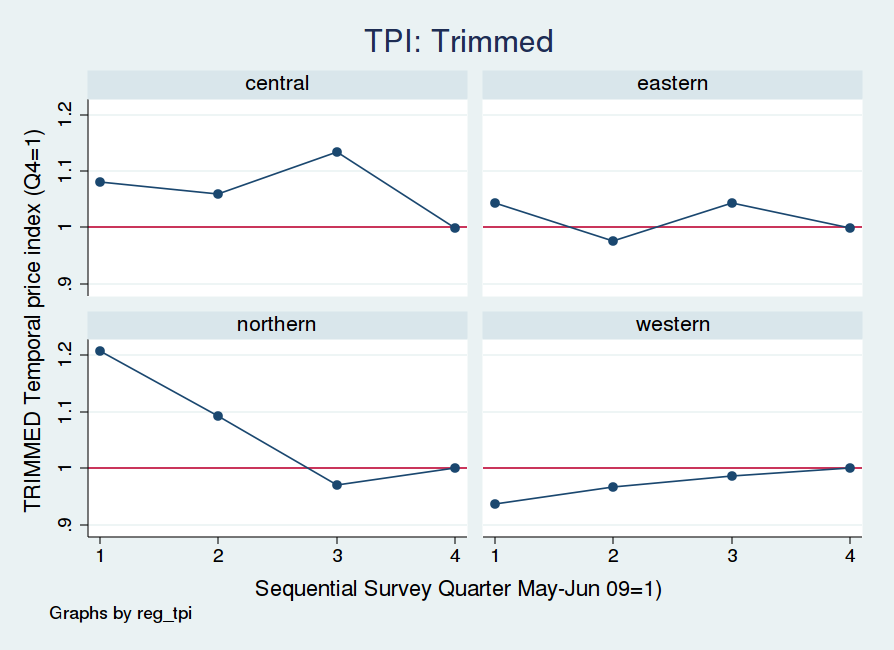 TPI: Trimmed
central
eastern
1.2
1.1
1
.9
northern
western
1.2
1.1
1
.9
TRIMMED Temporal price index (Q4=1)
1 2 3 4
1 2 3 4
Sequential Survey Quarter May-Jun 09=1)
Graphs by reg_tpi